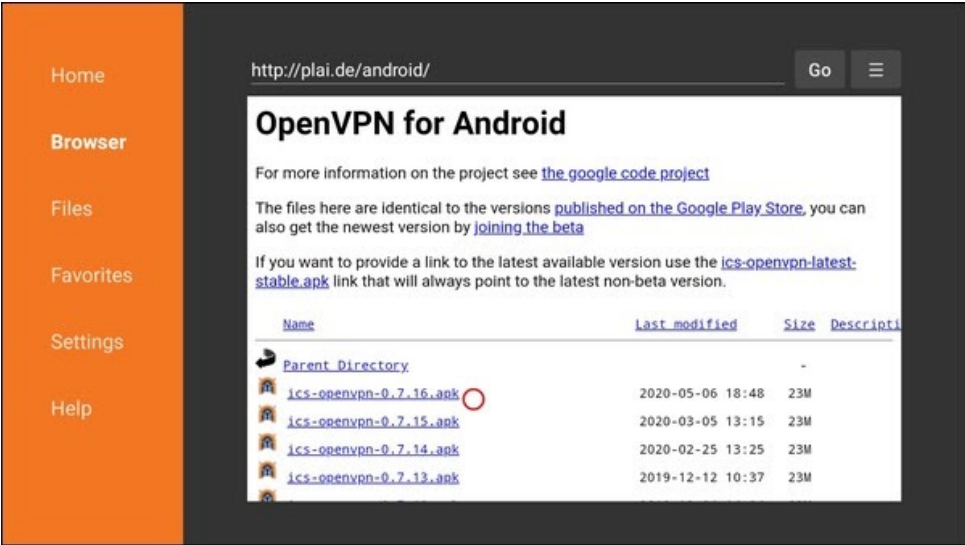 Home
Browser
Files
Favorites
Settings
Help
http://plai.de/android/
Go
OpenVPN for Android
For more information on the project see the google code project
The files here are identical to the versions published on the Google Play Store, you can
also get the newest version by joining the beta
If you want to provide a link to the latest available version use the ics-openvpn-latest-
stable.apk link that will always point to the latest non-beta version.
Name Last modified Size Descripti
Parent Directory -
ics-openvpn-0.7.16.apk 2020-05-06 18:48 23M
ics-openvpn-0.7.15.apk 2020-03-05 13:15 23M
ics-openvpn-0.7.14.apk 2020-02-25 13:25 23M
ics-openvpn-0.7.13.apk 2019-12-12 10:37 23M